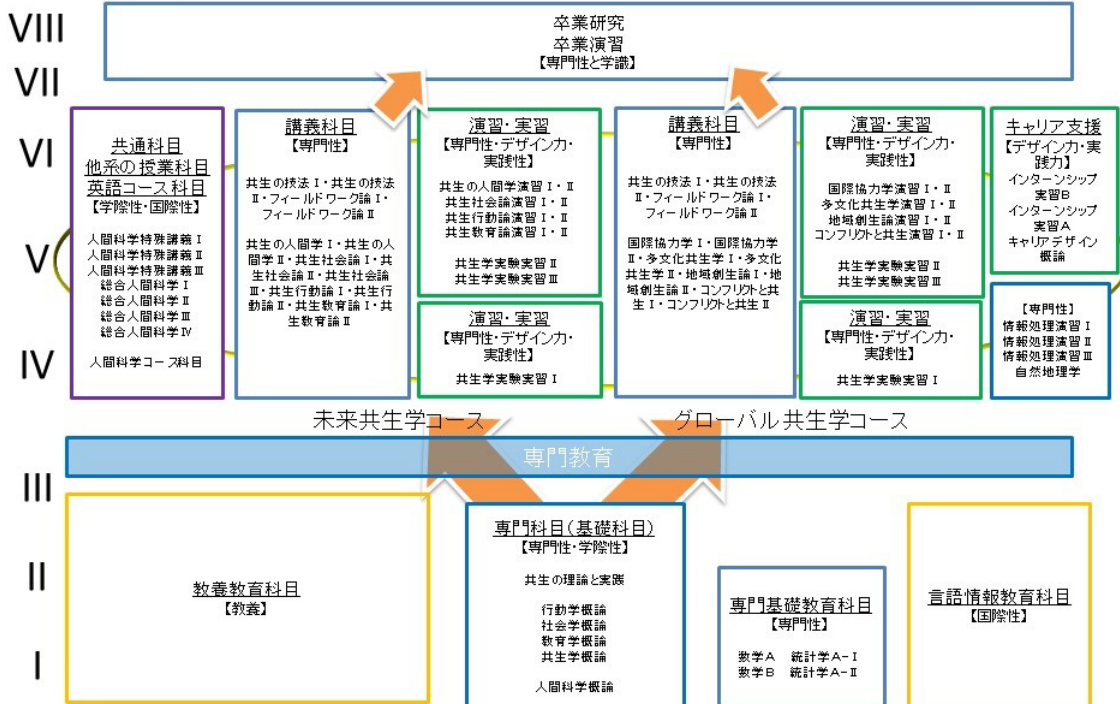 VIII
VII
VI
V
IV
III
II
I
卒業研究
卒業演習
【専門性と学識】
共通科目
他系の授業科目
英語コース科目
【学際性・国際性】
人間科学特殊講義Ⅰ
人間科学特殊講義Ⅱ
人間科学特殊講義Ⅲ
総合人間科学Ⅰ
総合人間科学Ⅱ
総合人間科学Ⅲ
総合人間科学Ⅳ
人間科学コース科目
講義科目
【専門性】
共生の技法Ⅰ・共生の技法
Ⅱ・フィールドワーク論Ⅰ・
フィールドワーク論Ⅱ
共生の人間学Ⅰ・共生の人
間学Ⅱ・共生社会論Ⅰ・共
生社会論Ⅱ・共生社会論
Ⅲ・共生行動論Ⅰ・共生行
動論Ⅱ・共生教育論Ⅰ・共
生教育論Ⅱ
演習・実習
【専門性・デザイン力・
実践性】
共生の人間学演習Ⅰ・Ⅱ
共生社会論演習Ⅰ・Ⅱ
共生行動論演習Ⅰ・Ⅱ
共生教育論演習Ⅰ・Ⅱ
共生学実験実習Ⅱ
共生学実験実習Ⅲ
演習・実習
【専門性・デザイン力・
実践性】
共生学実験実習Ⅰ
講義科目
【専門性】
共生の技法Ⅰ・共生の技法
Ⅱ・フィールドワーク論Ⅰ・
フィールドワーク論Ⅱ
国際協力学Ⅰ・国際協力学
Ⅱ・多文化共生学Ⅰ・多文化
共生学Ⅱ・地域創生論Ⅰ・地
域創生論Ⅱ・コンフリクトと共
生Ⅰ・コンフリクトと共生Ⅱ
演習・実習
【専門性・デザイン力・
実践性】
国際協力学演習Ⅰ・Ⅱ
多文化共生学演習Ⅰ・Ⅱ
地域創生論演習Ⅰ・Ⅱ
コンフリクトと共生演習Ⅰ・Ⅱ
共生学実験実習Ⅱ
共生学実験実習Ⅲ
演習・実習
【専門性・デザイン力・
実践性】
共生学実験実習Ⅰ
キャリア支援
【デザイン力・実
践力】
インターンシップ
実習B
インターンシップ
実習A
キャリアデザイン
概論
【専門性】
情報処理演習Ⅰ
情報処理演習Ⅱ
情報処理演習Ⅲ
自然地理学
未来共生学コース
グローバル共生学コース
専門教育
教養教育科目
【教養】
専門科目(基礎科目)
【専門性・学際性】
共生の理論と実践
行動学概論
社会学概論
教育学概論
共生学概論
人間科学概論
専門基礎教育科目
【専門性】
数学A 統計学A-Ⅰ
数学B 統計学A-Ⅱ
言語情報教育科目
【国際性】